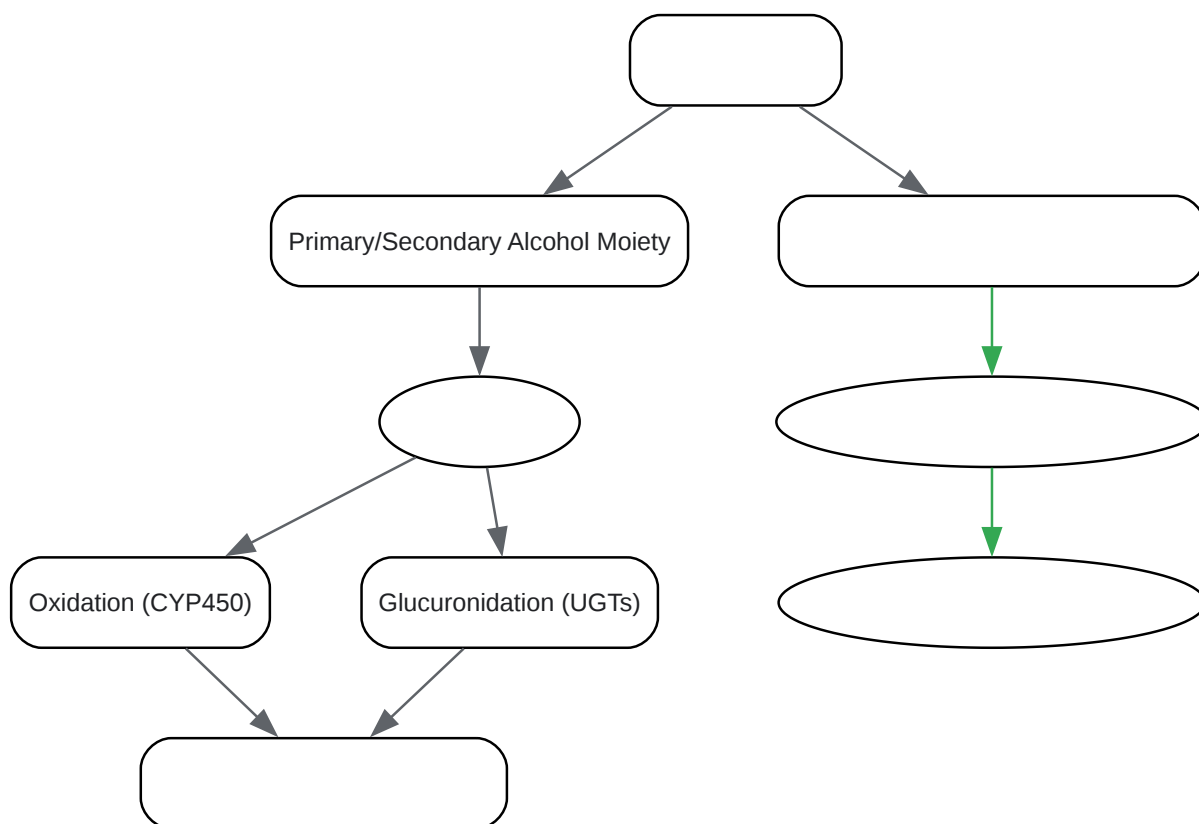 Primary/Secondary Alcohol Moiety
Oxidation (CYP450)
Glucuronidation (UGTs)